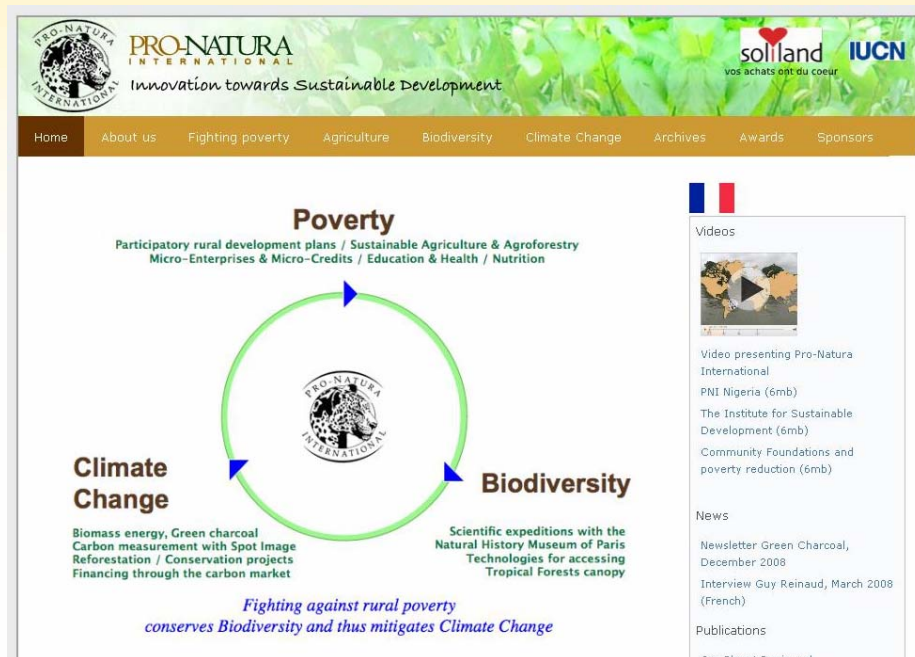 PRO-NATURA
INTERNATIONAL
PRO-NATURA
INTERNATIONAL
Innovation towards Sustainable Development
soliland
vos achats ont du coeur
IUCN
Home
About us
Fighting poverty
Agriculture
Biodiversity
Climate Change
Archives
Awards
Sponsors
Poverty
Participatory rural development plans / Sustainable Agriculture & Agroforestry
Micro-Enterprises & Micro-Credits / Education & Health / Nutrition
PRO-NATURA
INTERNATIONAL
Climate
Change
Biomass energy, Green charcoal
Carbon measurement with Spot Image
Reforestation / Conservation projects
Financing through the carbon market
Biodiversity
Scientific expeditions with the
Natural History Museum of Paris
Technologies for accessing
Tropical Forests canopy
Fighting against rural poverty
conserves Biodiversity and thus mitigates Climate Change
Videos
Video presenting Pro-Natura
International
PNI Nigeria (6mb)
The Institute for Sustainable
Development (6mb)
Community Foundations and
poverty reduction (6mb)
News
Newsletter Green Charcoal,
December 2008
Interview Guy Reinaud, March 2008
(French)
Publications